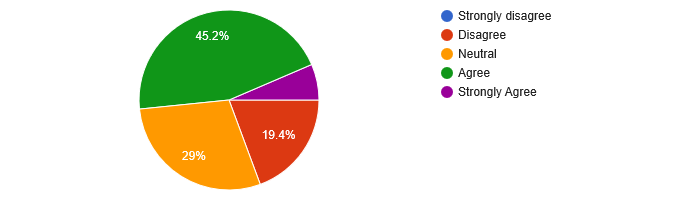 45.2%
19.4%
29%
Strongly disagree
Disagree
Neutral
Agree
Strongly Agree